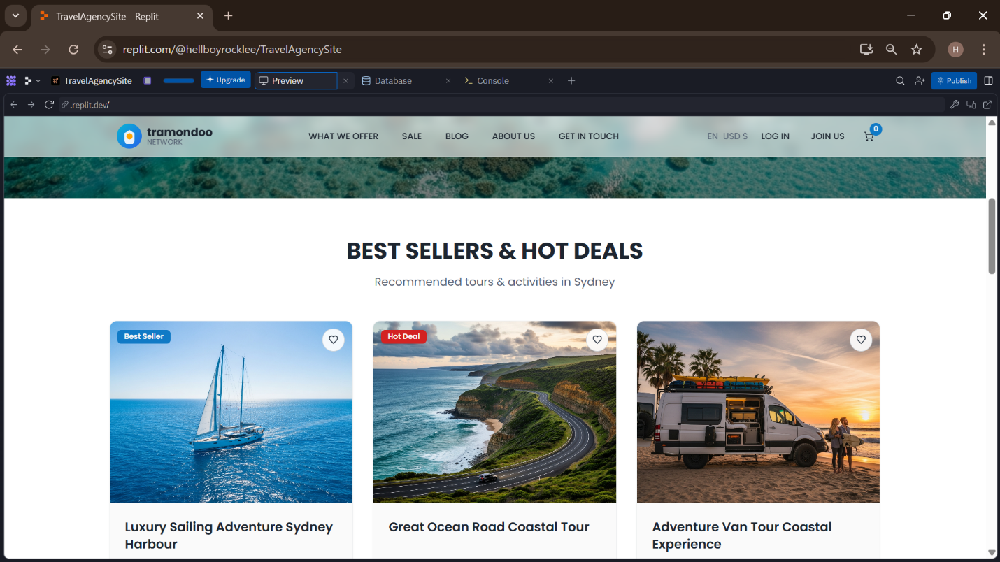 TravelAgencySite - Replit
replit.com/@hellboyrocklee/TravelAgencySite
H
TravelAgencySite
Upgrade
Preview
Database
Console
Publish
.replit.dev/
tramondoo
NETWORK
WHAT WE OFFER
SALE
BLOG
ABOUT US
GET IN TOUCH
EN USD $
LOG IN
JOIN US
0
BEST SELLERS & HOT DEALS
Recommended tours & activities in Sydney
Best Seller
Hot Deal
Luxury Sailing Adventure Sydney
Harbour
Great Ocean Road Coastal Tour
Adventure Van Tour Coastal
Experience